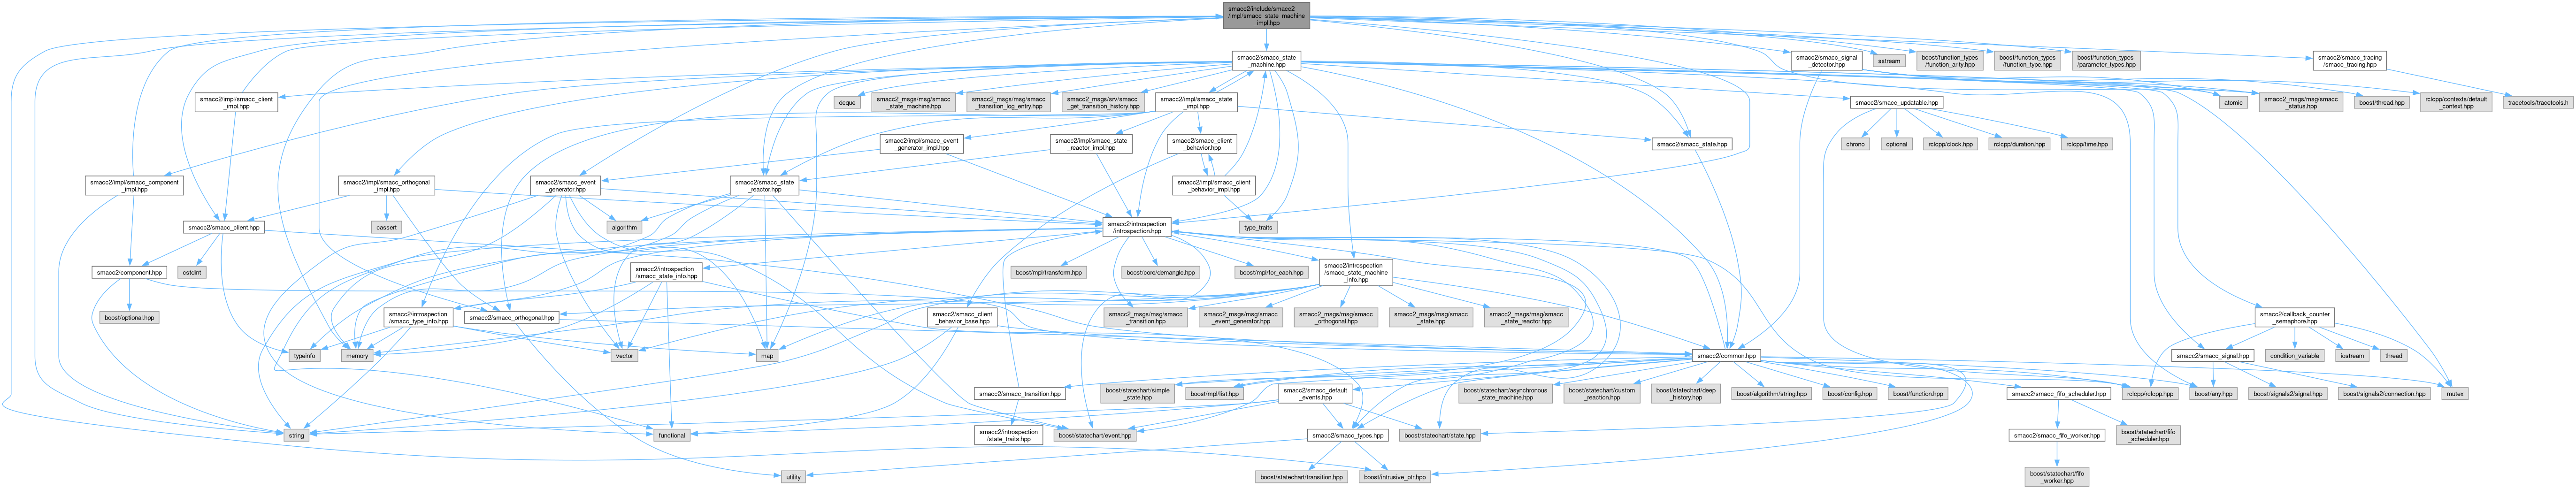 smacc2/include/smacc2
/impl/smacc_state_machine
_impl.hpp
smacc2/smacc_state
_machine.hpp
smacc2/smacc_signal
_detector.hpp
sstream
boost/function_types
/function_arity.hpp
boost/function_types
/function_type.hpp
boost/function_types
/parameter_types.hpp
smacc2/smacc_tracing
/smacc_tracing.hpp
smacc2/impl/smacc_client
_impl.hpp
deque
smacc2_msgs/msg/smacc
_state_machine.hpp
smacc2_msgs/msg/smacc
_transition_log_entry.hpp
smacc2_msgs/srv/smacc
_get_transition_history.hpp
smacc2/impl/smacc_state
_impl.hpp
smacc2/smacc_updatable.hpp
atomic
smacc2_msgs/msg/smacc
_status.hpp
boost/thread.hpp
rclcpp/contexts/default
_context.hpp
tracetools/tracetools.h
smacc2/impl/smacc_event
_generator_impl.hpp
smacc2/impl/smacc_state
_reactor_impl.hpp
smacc2/smacc_client
_behavior.hpp
smacc2/smacc_state.hpp
chrono
optional
rclcpp/clock.hpp
rclcpp/duration.hpp
rclcpp/time.hpp
smacc2/impl/smacc_component
_impl.hpp
smacc2/impl/smacc_orthogonal
_impl.hpp
smacc2/smacc_event
_generator.hpp
smacc2/smacc_state
_reactor.hpp
smacc2/impl/smacc_client
_behavior_impl.hpp
smacc2/smacc_client.hpp
cassert
algorithm
smacc2/introspection
/introspection.hpp
type_traits
smacc2/component.hpp
cstdint
smacc2/introspection
/smacc_state_info.hpp
boost/mpl/transform.hpp
boost/core/demangle.hpp
boost/mpl/for_each.hpp
smacc2/introspection
/smacc_state_machine
_info.hpp
boost/optional.hpp
smacc2/introspection
/smacc_type_info.hpp
smacc2/smacc_orthogonal.hpp
smacc2/smacc_client
_behavior_base.hpp
smacc2_msgs/msg/smacc
_transition.hpp
smacc2_msgs/msg/smacc
_event_generator.hpp
smacc2_msgs/msg/smacc
_orthogonal.hpp
smacc2_msgs/msg/smacc
_state.hpp
smacc2_msgs/msg/smacc
_state_reactor.hpp
smacc2/callback_counter
_semaphore.hpp
typeinfo
memory
vector
map
smacc2/common.hpp
smacc2/smacc_signal.hpp
condition_variable
iostream
thread
smacc2/smacc_transition.hpp
boost/statechart/simple
_state.hpp
boost/mpl/list.hpp
smacc2/smacc_default
_events.hpp
boost/statechart/asynchronous
_state_machine.hpp
boost/statechart/custom
_reaction.hpp
boost/statechart/deep
_history.hpp
boost/algorithm/string.hpp
boost/config.hpp
boost/function.hpp
smacc2/smacc_fifo_scheduler.hpp
rclcpp/rclcpp.hpp
boost/any.hpp
boost/signals2/signal.hpp
boost/signals2/connection.hpp
mutex
string
functional
smacc2/introspection
/state_traits.hpp
boost/statechart/event.hpp
smacc2/smacc_types.hpp
boost/statechart/state.hpp
smacc2/smacc_fifo_worker.hpp
boost/statechart/fifo
_scheduler.hpp
utility
boost/statechart/transition.hpp
boost/intrusive_ptr.hpp
boost/statechart/fifo
_worker.hpp